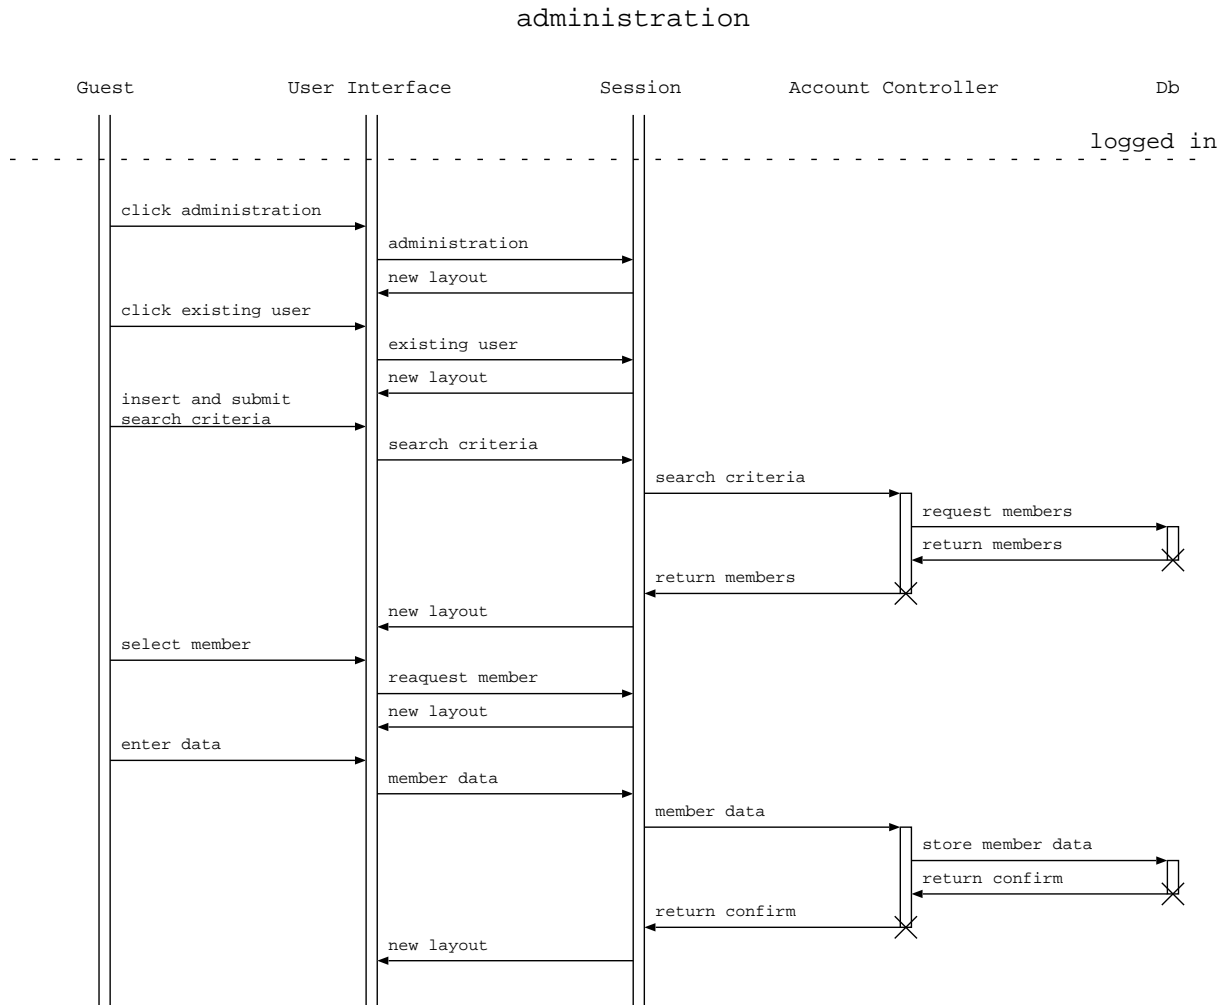 administration
Guest User Interface Session Account Controller Db
logged in
click administration
administration
new layout
click existing user
existing user
new layout
insert and submit
search criteria
search criteria
search criteria
request members
return members
return members
new layout
select member
reaquest member
new layout
enter data
member data
member data
store member data
return confirm
return confirm
new layout